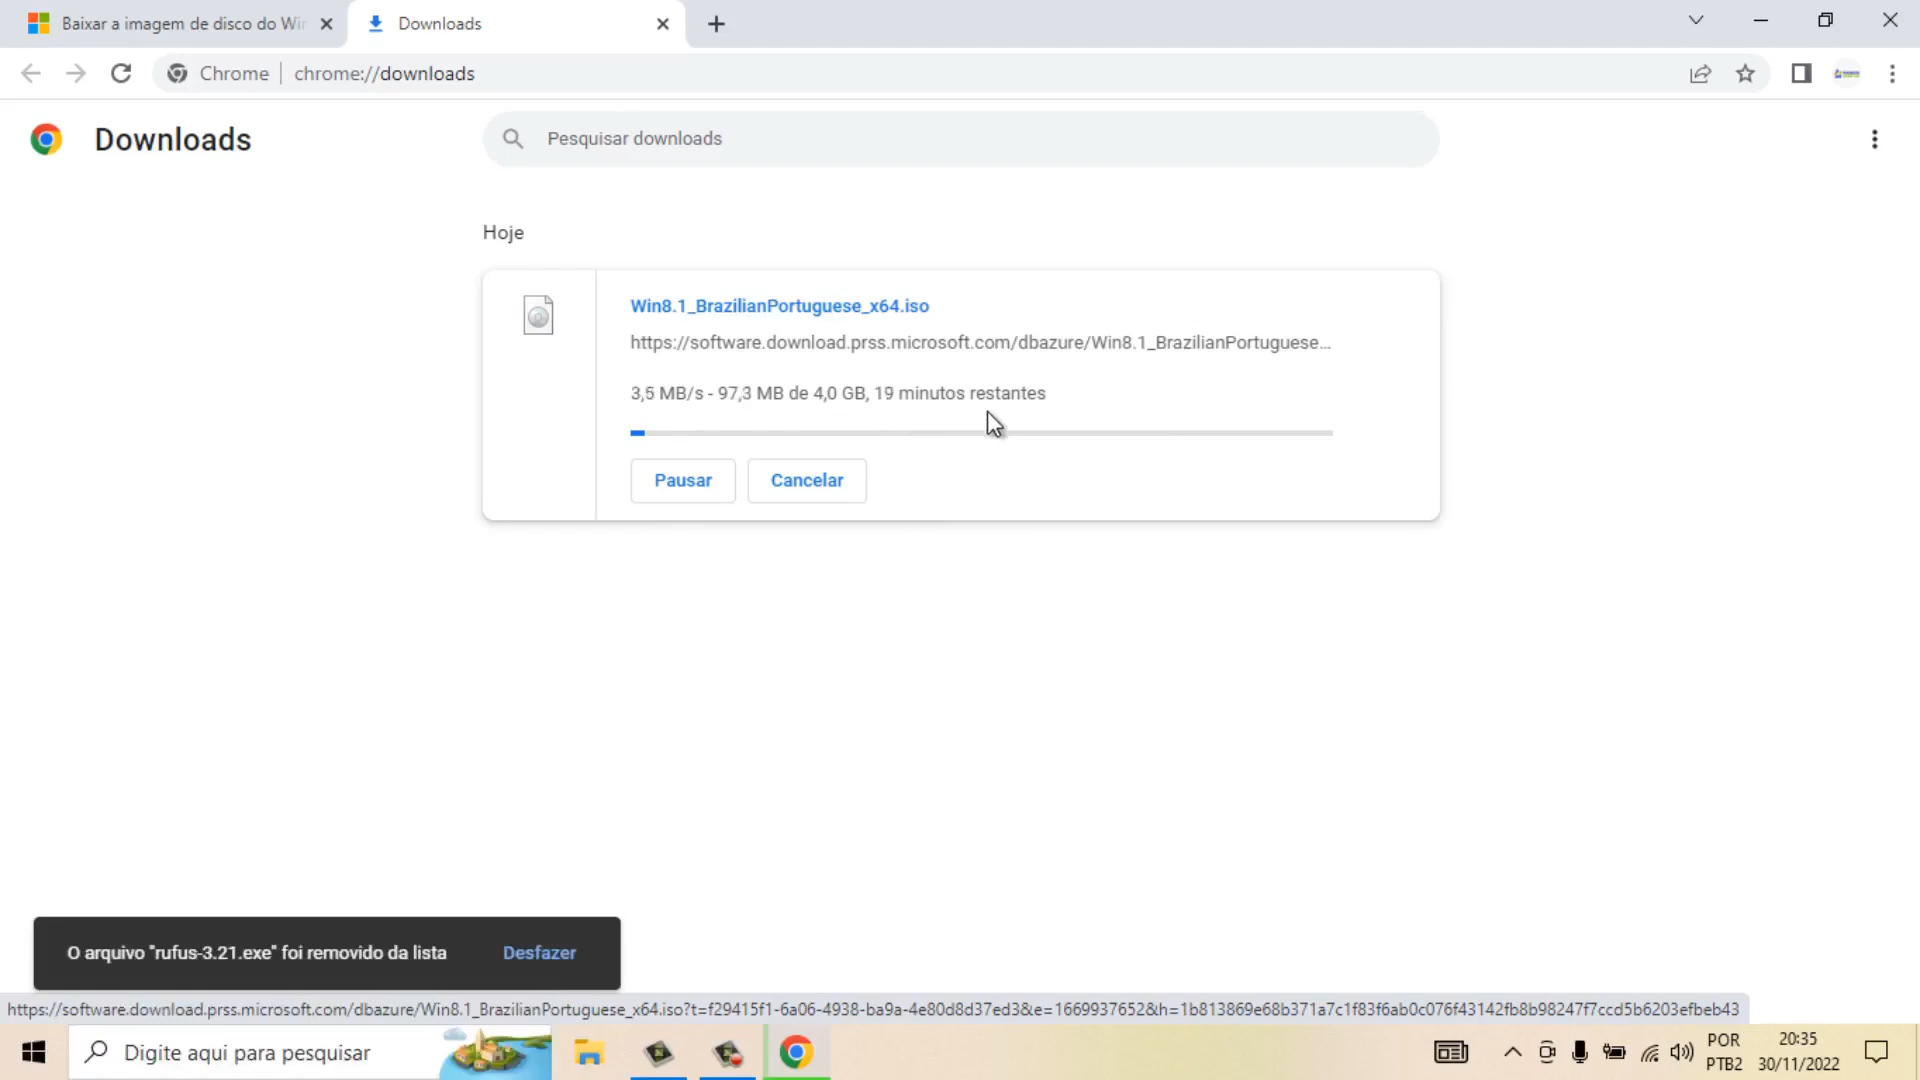 Baixar a imagem de disco do Wi
Downloads
Chrome
chrome://downloads
Downloads
Pesquisar downloads
Hoje
Win8.1_BrazilianPortuguese_x64.iso
https://software.download.prss.microsoft.com/dbazure/Win8.1_BrazilianPortuguese...
3,5 MB/s - 97,3 MB de 4,0 GB, 19 minutos restantes
Pausar
Cancelar
O arquivo "rufus-3.21.exe" foi removido da lista
Desfazer
https://software.download.prss.microsoft.com/dbazure/Win8.1_BrazilianPortuguese_x64.iso?t=f29415f1-6a06-4938-ba9a-4e80d8d37ed3&e=1669937652&h=1b813869e68b371a7c1f83f6ab0c076f43142fb8b98247f7ccd5b6203efbeb43
Digite aqui para pesquisar
POR
PTB2
20:35
30/11/2022